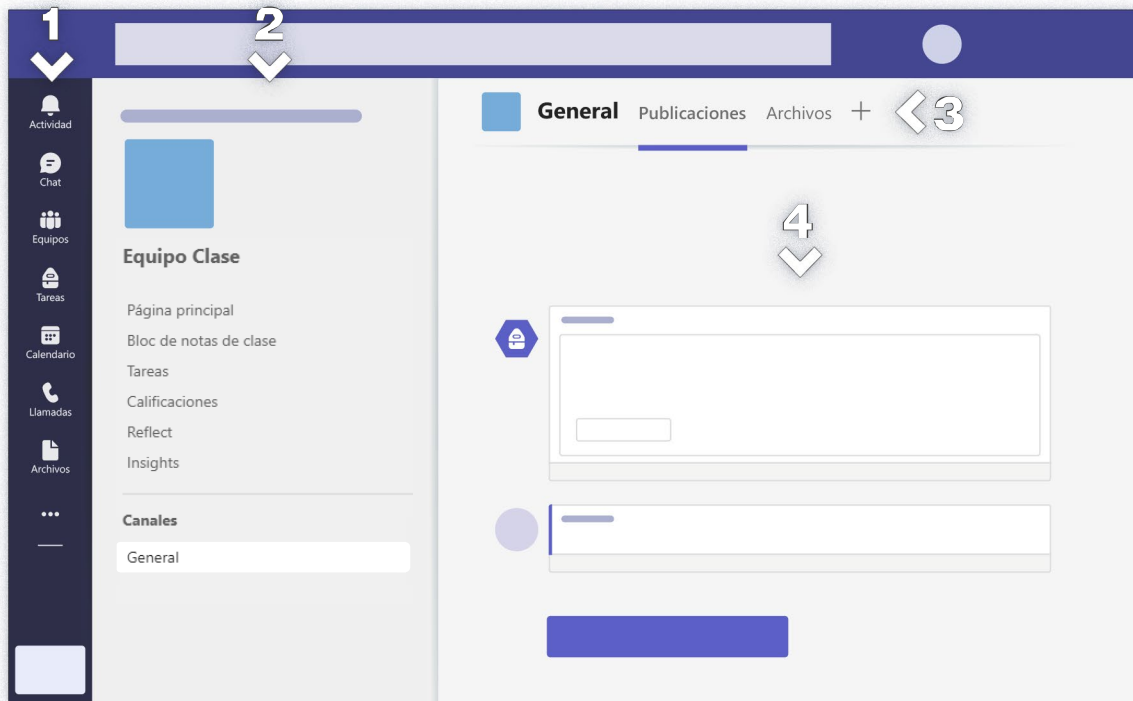 1
2
Actividad
Chat
Equipos
Tareas
Calendario
Llamadas
Archivos
Equipo Clase
Página principal
Bloc de notas de clase
Tareas
Calificaciones
Reflect
Insights
Canales
General
General Publicaciones Archivos + 3
4